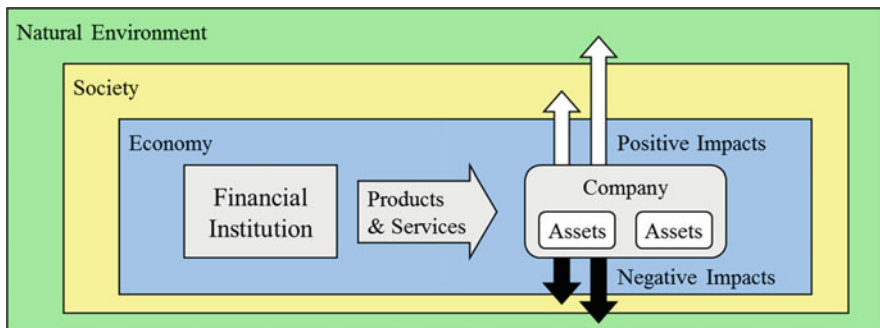 Natural Environment
Society
Economy
Positive Impacts
Financial
Institution
Products
& Services
Company
Assets
Assets
Negative Impacts